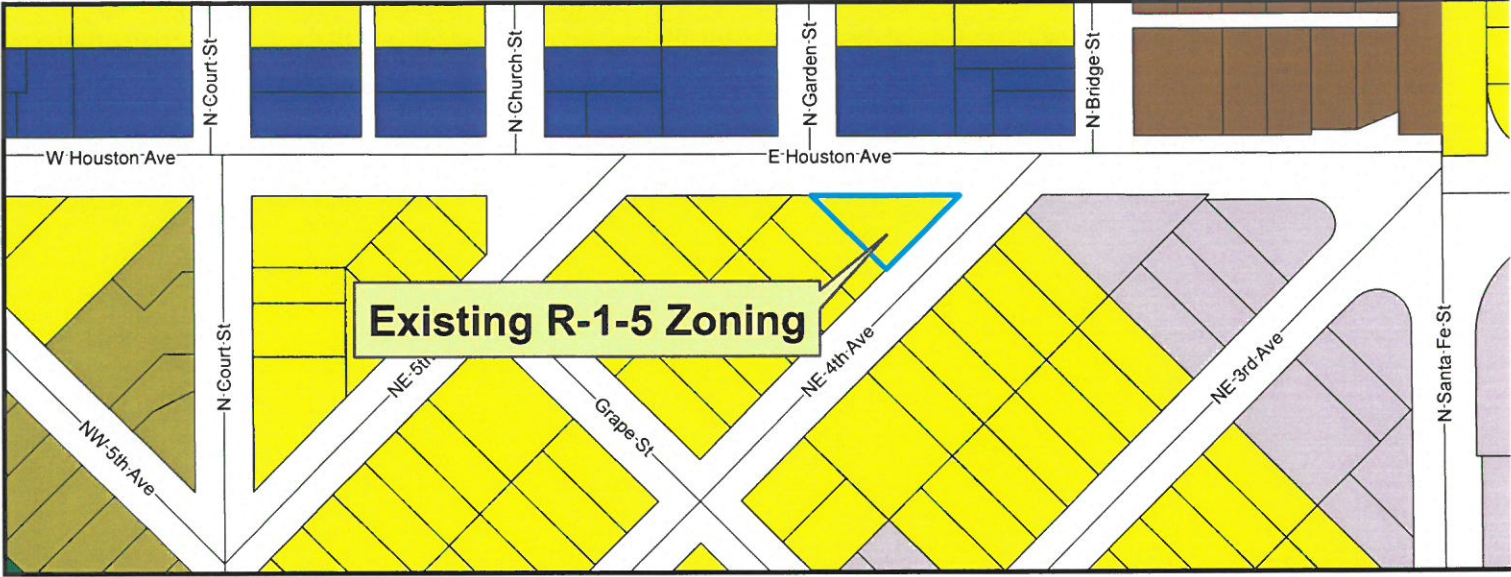 N Court St
N Church St
N Garden St
N Bridge St
W Houston Ave
E Houston Ave
Existing R-1-5 Zoning
N Court St
NE 5th
NE 4th Ave
NE 3rd Ave
N Santa Fe St
Grape St
NW 5th Ave